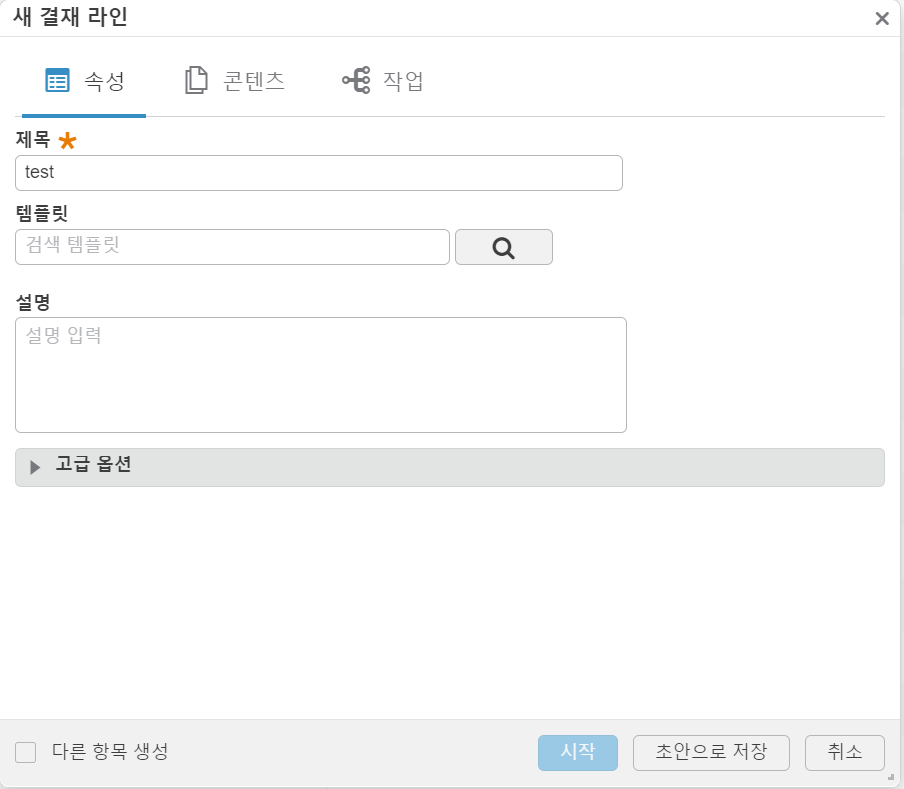 새 결재 라인
속성 콘텐츠 작업
제목
test
템플릿
검색 템플릿
설명
설명 입력
고급 옵션
다른 항목 생성 시작 초안으로 저장 취소